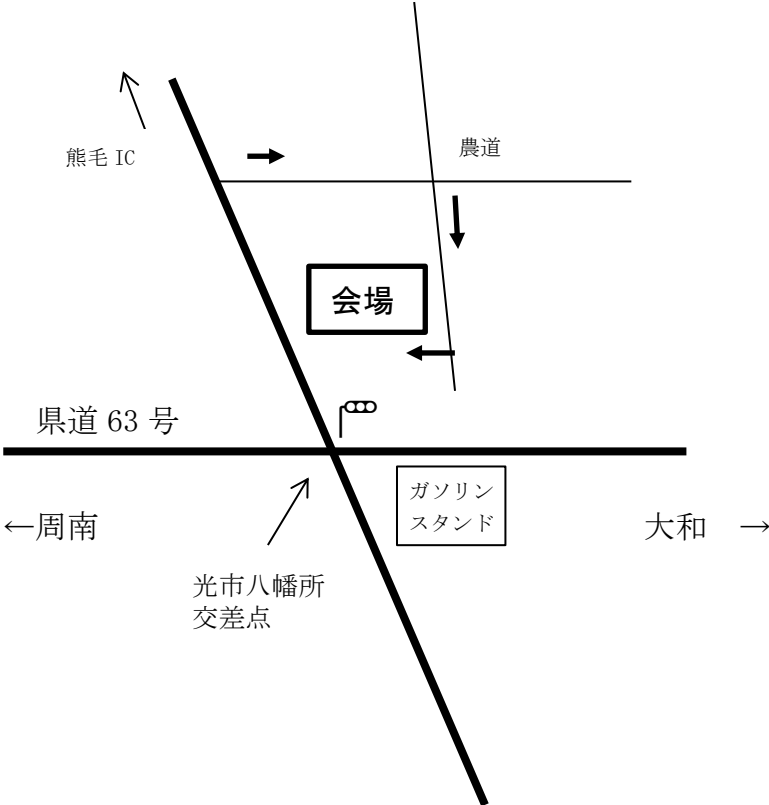 熊毛 IC
農道
会場
県道 63 号
ガソリン
スタンド
←周南
大和 →
光市八幡所
交差点